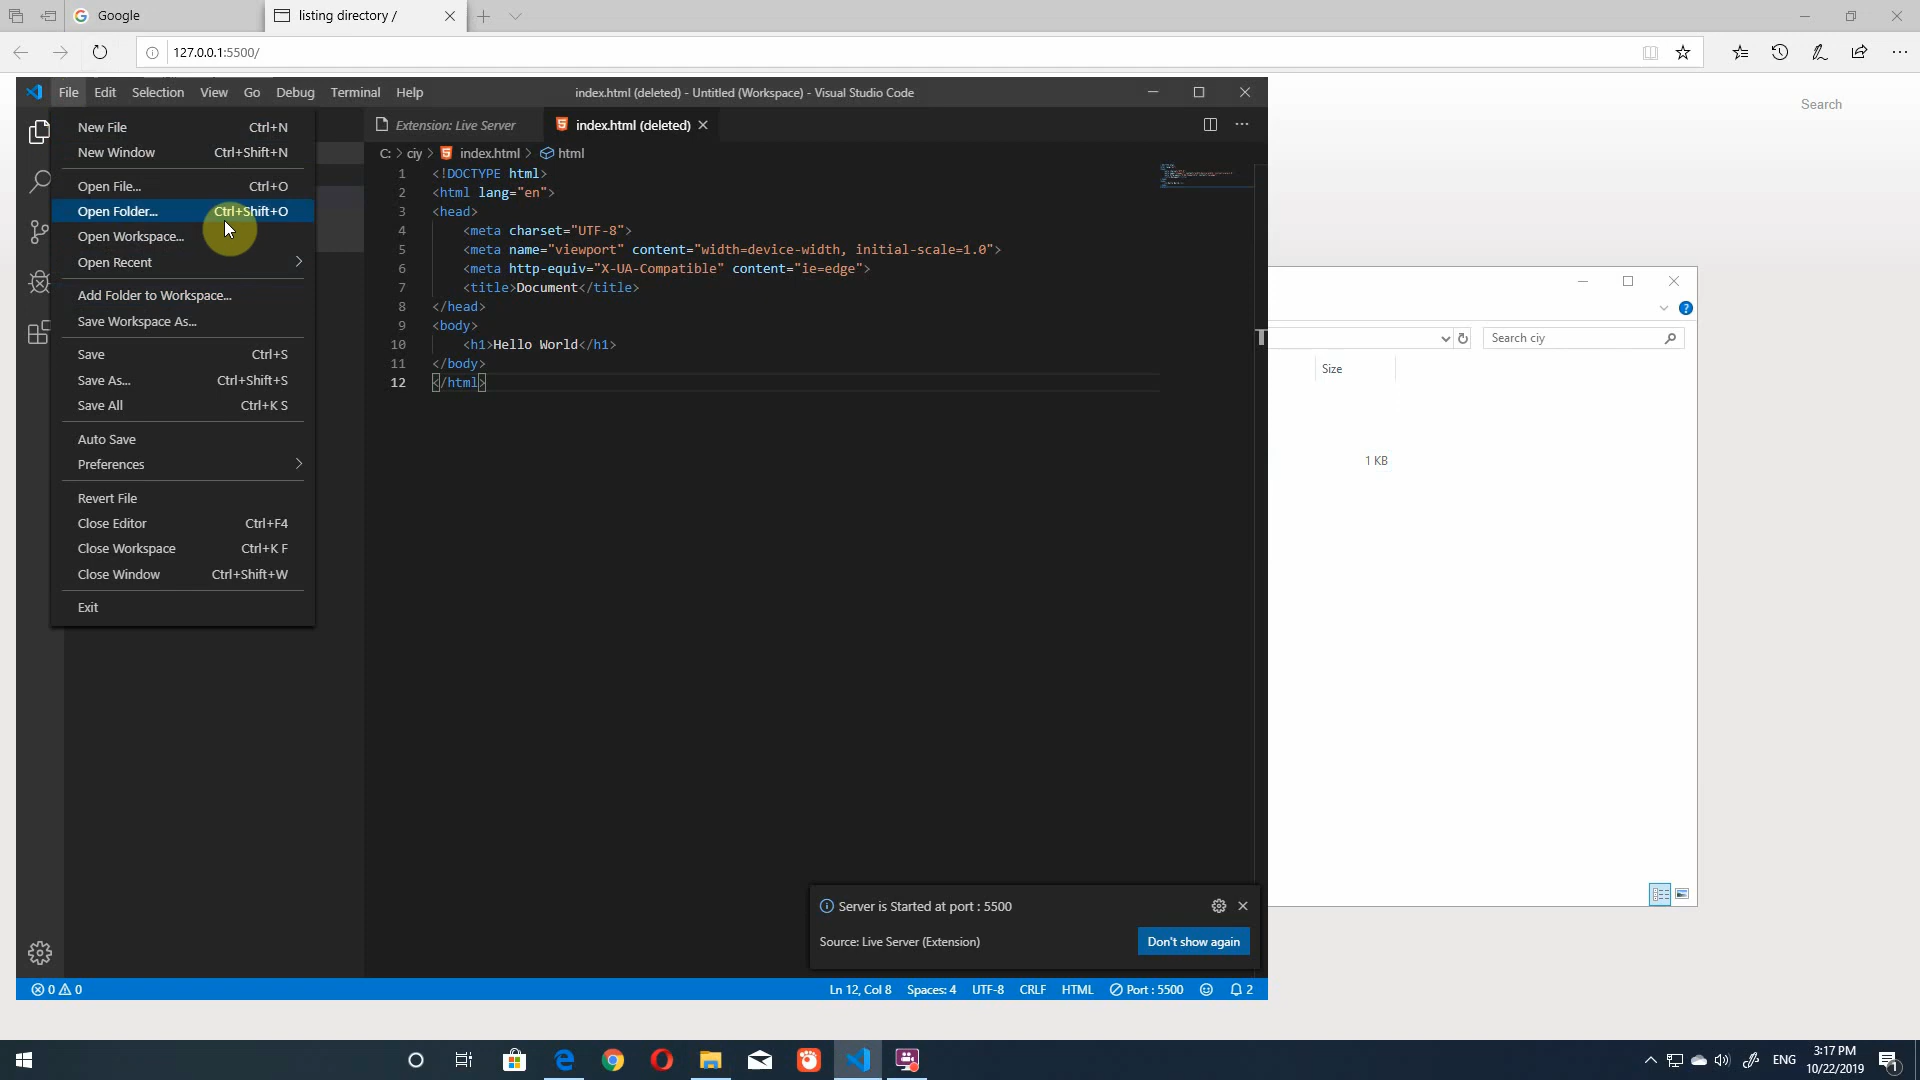 Google
listing directory /
127.0.0.1:5500/
Search
File Edit Selection View Go Debug Terminal Help
index.html (deleted) - Untitled (Workspace) - Visual Studio Code
New File Ctrl+N
New Window Ctrl+Shift+N
Open File... Ctrl+O
Open Folder... Ctrl+Shift+O
Open Workspace...
Open Recent
Add Folder to Workspace...
Save Workspace As...
Save Ctrl+S
Save As... Ctrl+Shift+S
Save All Ctrl+K S
Auto Save
Preferences
Revert File
Close Editor Ctrl+F4
Close Workspace Ctrl+K F
Close Window Ctrl+Shift+W
Exit
Extension: Live Server
index.html (deleted)
C: > ciy > index.html > html
1 <!DOCTYPE html>
2 <html lang="en">
3 <head>
4 <meta charset="UTF-8">
5 <meta name="viewport" content="width=device-width, initial-scale=1.0">
6 <meta http-equiv="X-UA-Compatible" content="ie=edge">
7 <title>Document</title>
8 </head>
9 <body>
10 <h1>Hello World</h1>
11 </body>
12 </html>
Search ciy
Size
1 KB
Server is Started at port : 5500
Source: Live Server (Extension)
Don't show again
0 0
Ln 12, Col 8 Spaces: 4 UTF-8 CRLF HTML Port : 5500 2
ENG
3:17 PM
10/22/2019
1